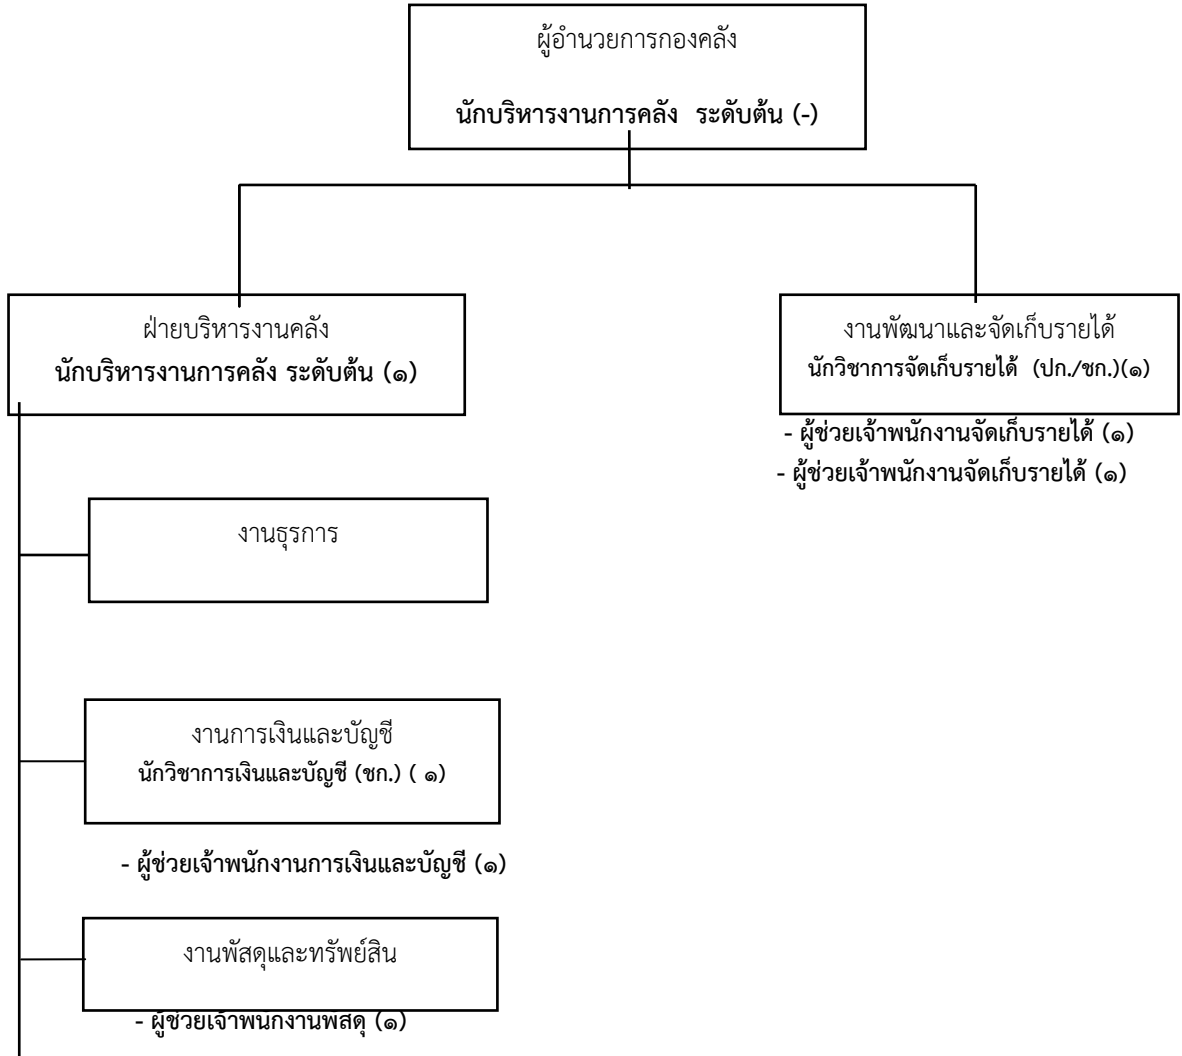 ผู้อำนวยการกองคลัง
นักบริหารงานการคลัง ระดับต้น (-)
ฝ่ายบริหารงานคลัง
นักบริหารงานการคลัง ระดับต้น (๑)
งานพัฒนาและจัดเก็บรายได้
นักวิชาการจัดเก็บรายได้ (ปก./ชก.)(๑)
- ผู้ช่วยเจ้าพนักงานจัดเก็บรายได้ (๑)
- ผู้ช่วยเจ้าพนักงานจัดเก็บรายได้ (๑)
งานธุรการ
งานการเงินและบัญชี
นักวิชาการเงินและบัญชี (ชก.) ( ๑)
- ผู้ช่วยเจ้าพนักงานการเงินและบัญชี (๑)
งานพัสดุและทรัพย์สิน
- ผู้ช่วยเจ้าพนักงานพัสดุ (๑)